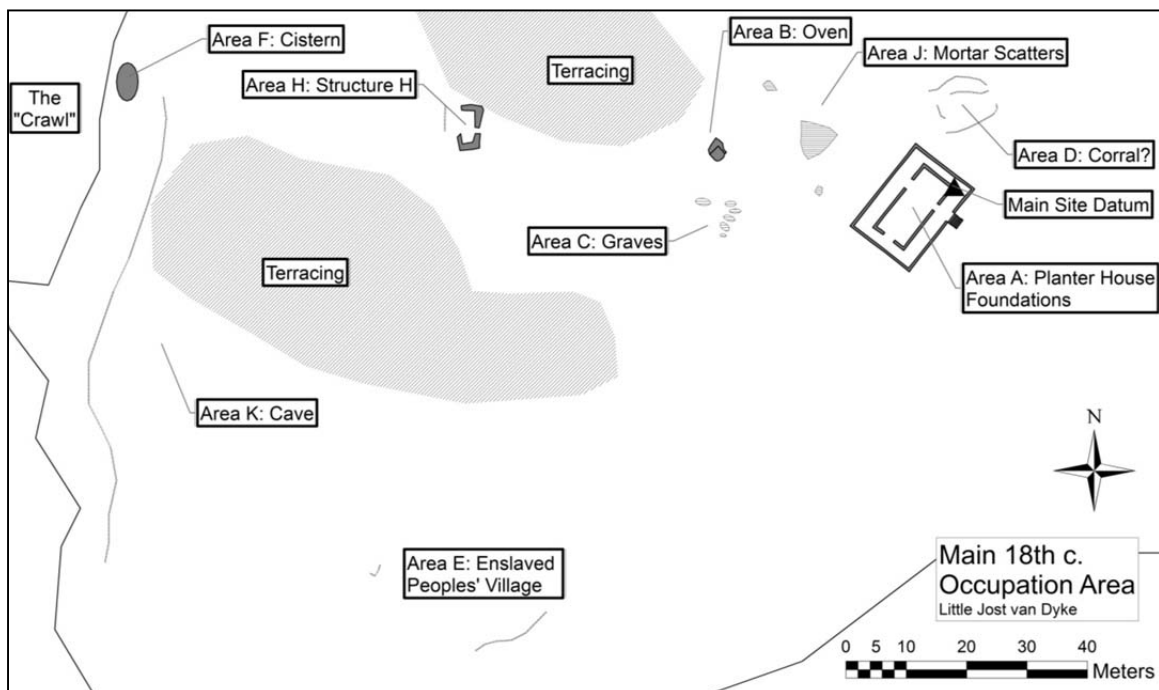 Area F: Cistern
Area B: Oven
Area J: Mortar Scatters
The
"Crawl"
Area H: Structure H
Terracing
Area D: Corral?
Main Site Datum
Area C: Graves
Terracing
Area A: Planter House
Foundations
Area K: Cave
N
Area E: Enslaved
Peoples' Village
Main 18th c.
Occupation Area
Little Jost van Dyke
0 5 10 20 30 40
Meters